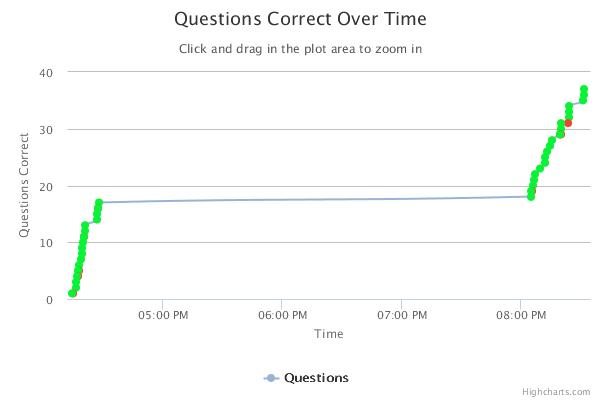 Questions Correct Over Time
Click and drag in the plot area to zoom in
40
30
20
10
0
Questions Correct
05:00 PM
06:00 PM
07:00 PM
08:00 PM
Time
Questions
Highcharts.com